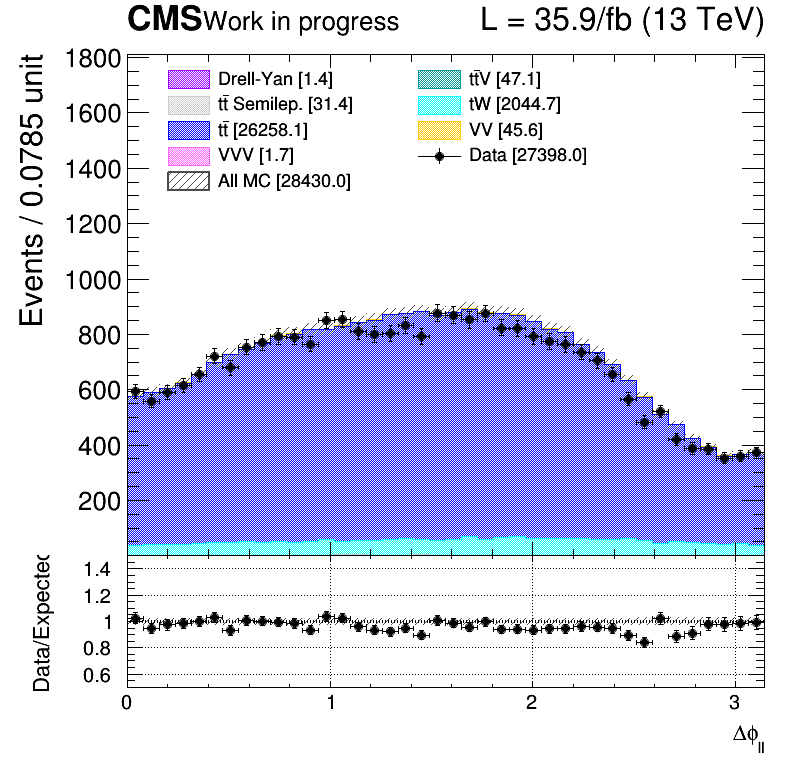 CMS Work in progress L = 35.9/fb (13 TeV)
Events / 0.0785 unit
1800
1600
1400
1200
1000
800
600
400
200
Drell-Yan [1.4]
tt̄ Semilep. [31.4]
tt̄ [26258.1]
VVV [1.7]
All MC [28430.0]
tt̄V [47.1]
tW [2044.7]
VV [45.6]
Data [27398.0]
Data/Expected
1.4
1.2
1
0.8
0.6
0 1 2 3
Δϕ_ll